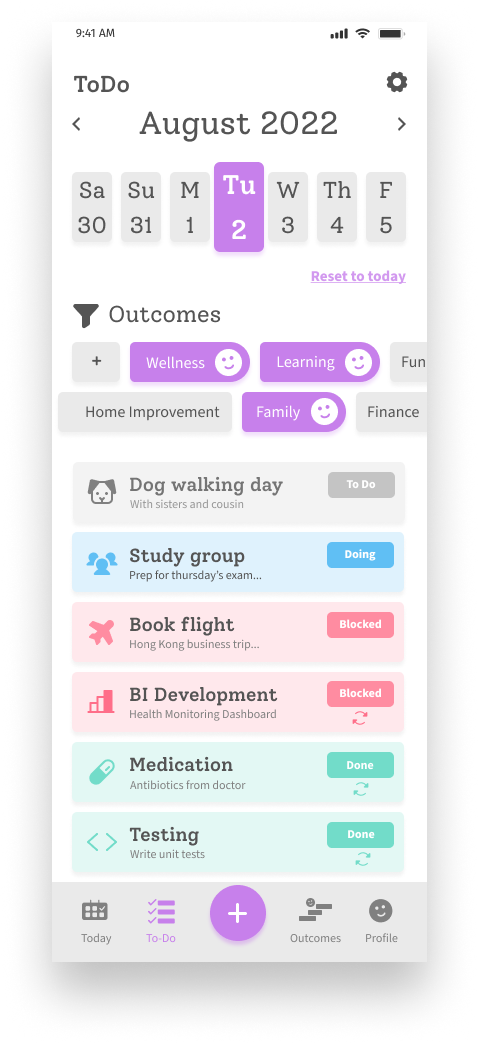 9:41 AM
ToDo
August 2022
Sa Su M Tu W Th F
30 31 1 2 3 4 5
Reset to today
Outcomes
+ Wellness Learning Fun
Home Improvement Family Finance
Dog walking day To Do
With sisters and cousin
Study group Doing
Prep for thursday's exam...
Book flight Blocked
Hong Kong business trip...
BI Development Blocked
Health Monitoring Dashboard
Medication Done
Antibiotics from doctor
Testing Done
Write unit tests
Today To-Do Outcomes Profile